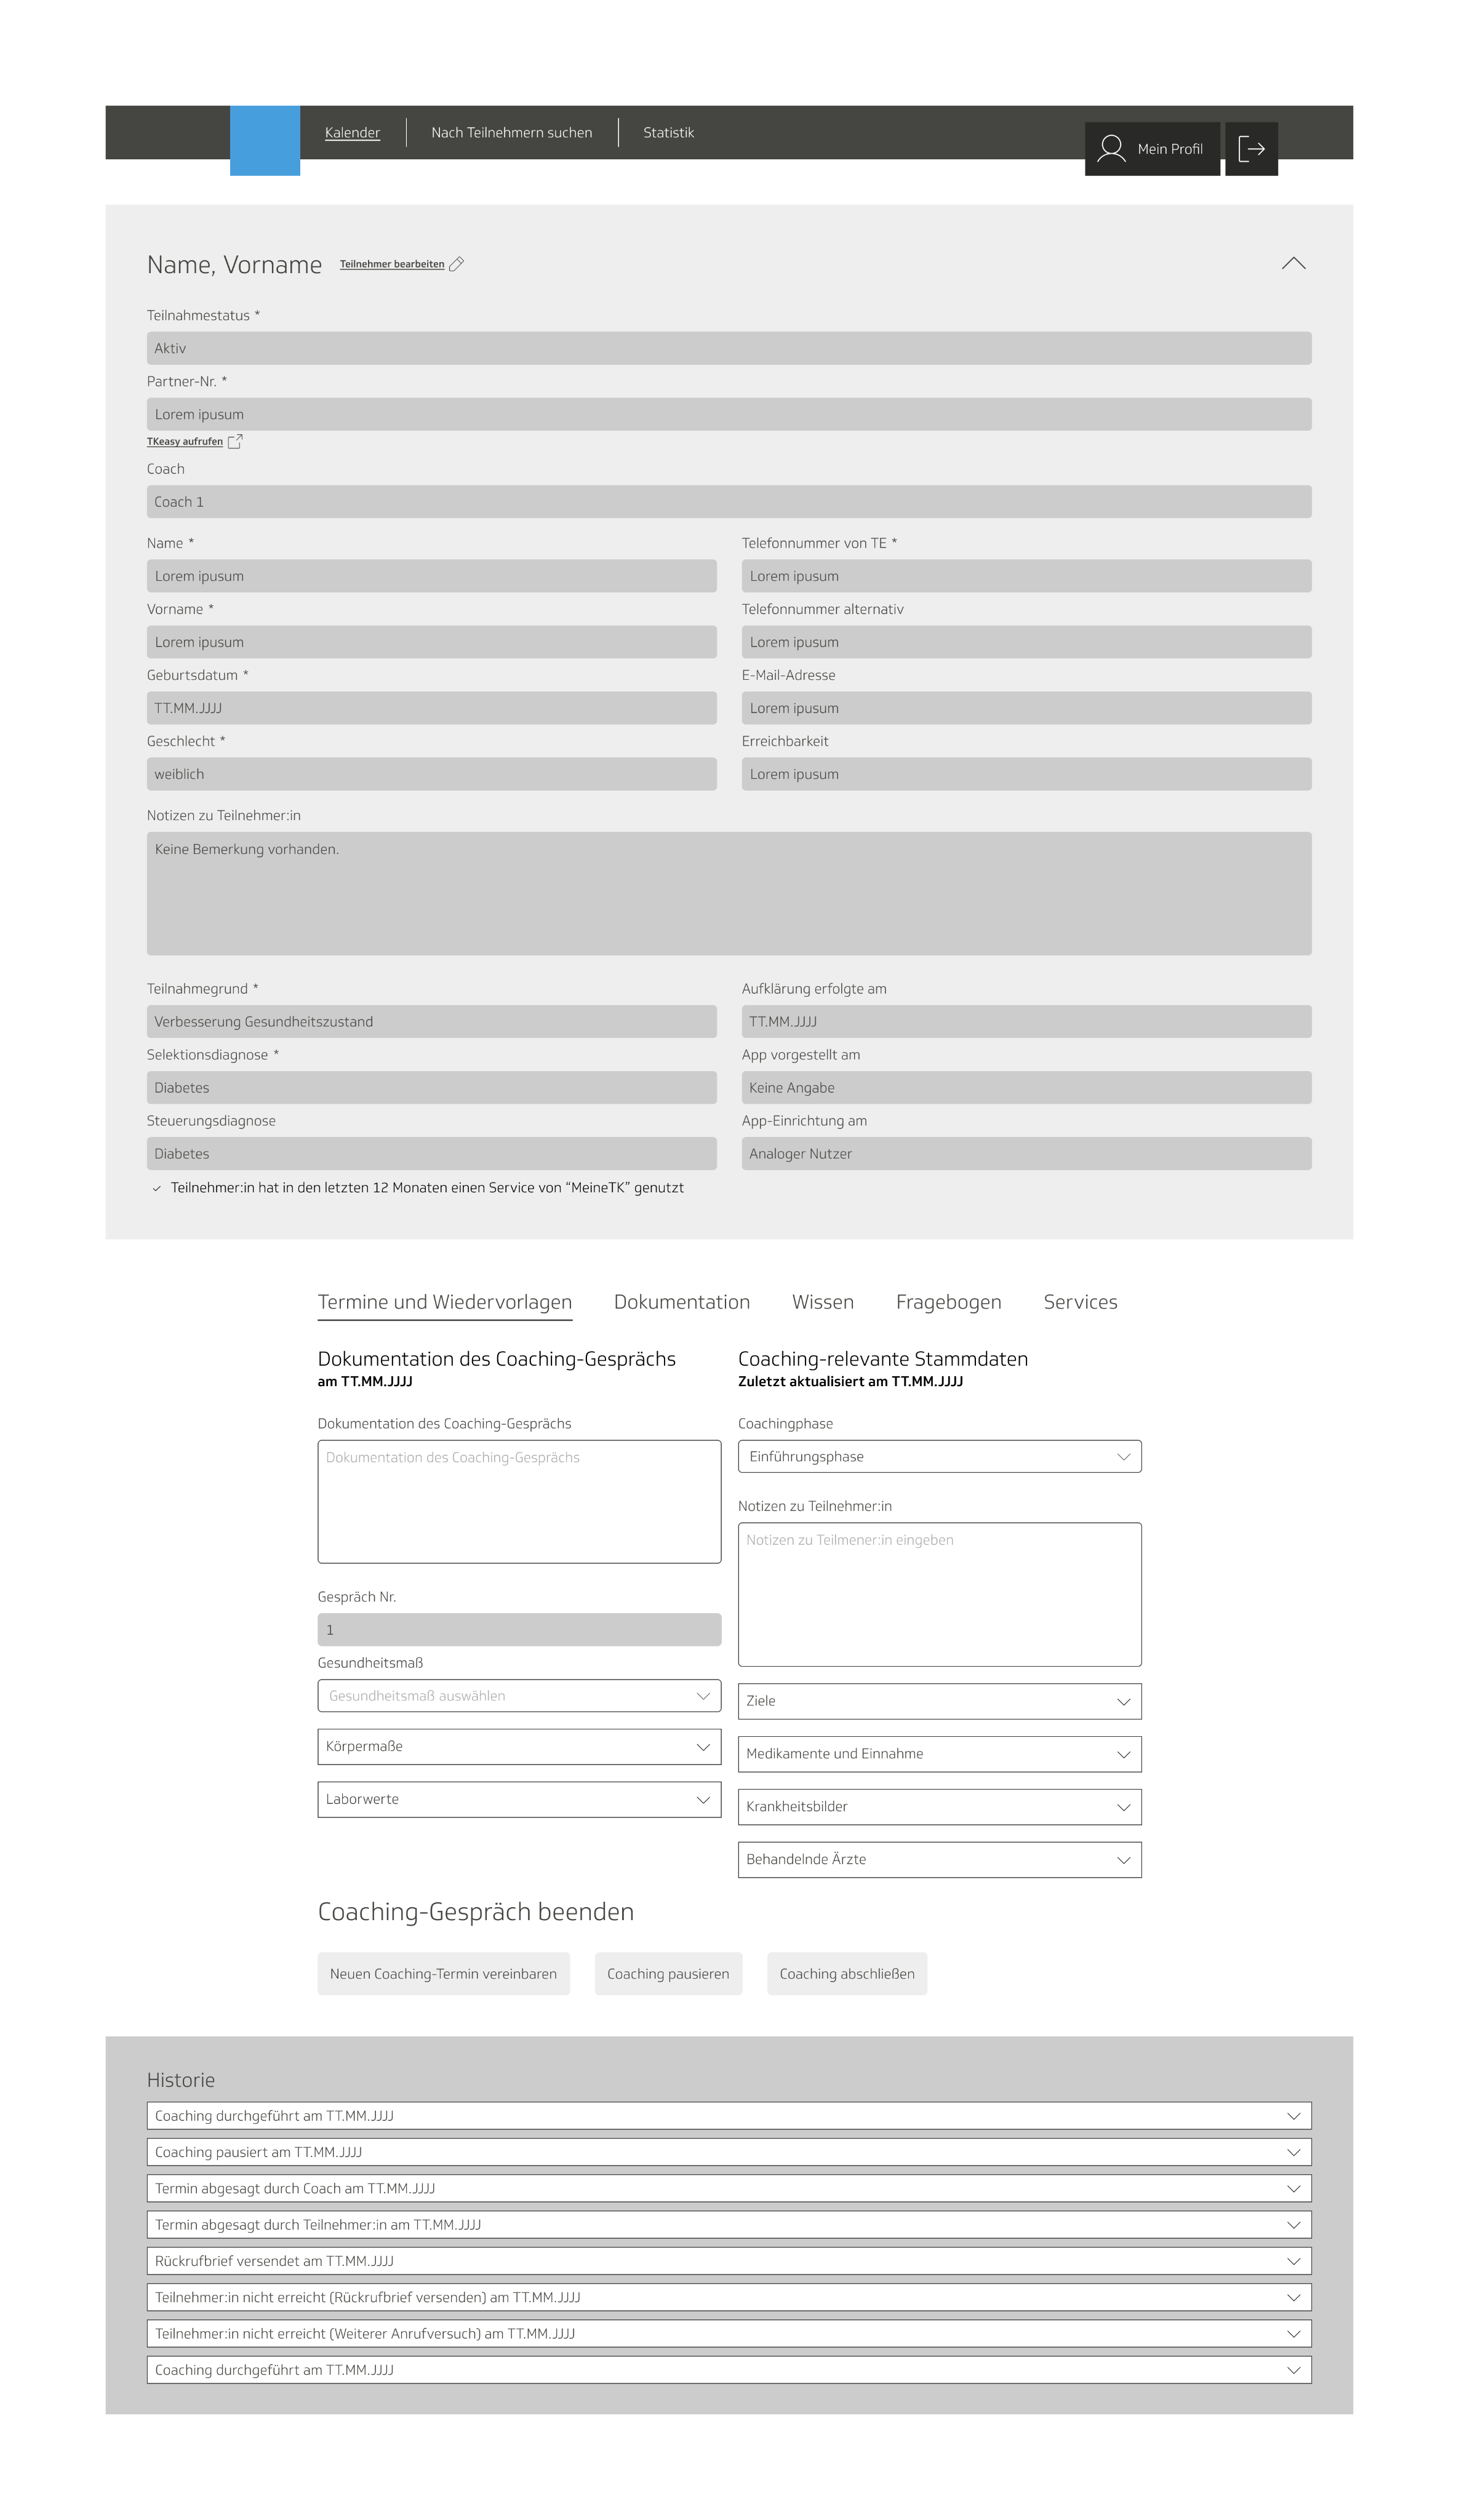 Kalender
Nach Teilnehmern suchen
Statistik
Mein Profil
Name, Vorname
Teilnehmer bearbeiten
Teilnahmestatus *
Aktiv
Partner-Nr. *
Lorem ipusum
TKeasy aufrufen
Coach
Coach 1
Name *
Lorem ipusum
Vorname *
Lorem ipusum
Geburtsdatum *
TT.MM.JJJJ
Geschlecht *
weiblich
Telefonnummer von TE *
Lorem ipusum
Telefonnummer alternativ
Lorem ipusum
E-Mail-Adresse
Lorem ipusum
Erreichbarkeit
Lorem ipusum
Notizen zu Teilnehmer:in
Keine Bemerkung vorhanden.
Teilnahmegrund *
Verbesserung Gesundheitszustand
Selektionsdiagnose *
Diabetes
Steuerungsdiagnose
Diabetes
Aufklärung erfolgte am
TT.MM.JJJJ
App vorgestellt am
Keine Angabe
App-Einrichtung am
Analoger Nutzer
Teilnehmer:in hat in den letzten 12 Monaten einen Service von “MeineTK” genutzt
Termine und Wiedervorlagen
Dokumentation
Wissen
Fragebogen
Services
Dokumentation des Coaching-Gesprächs
am TT.MM.JJJJ
Dokumentation des Coaching-Gesprächs
Dokumentation des Coaching-Gesprächs
Gespräch Nr.
1
Gesundheitsmaß
Gesundheitsmaß auswählen
Körpermaße
Laborwerte
Coaching-relevante Stammdaten
Zuletzt aktualisiert am TT.MM.JJJJ
Coachingphase
Einführungsphase
Notizen zu Teilnehmer:in
Notizen zu Teilmener:in eingeben
Ziele
Medikamente und Einnahme
Krankheitsbilder
Behandelnde Ärzte
Coaching-Gespräch beenden
Neuen Coaching-Termin vereinbaren
Coaching pausieren
Coaching abschließen
Historie
Coaching durchgeführt am TT.MM.JJJJ
Coaching pausiert am TT.MM.JJJJ
Termin abgesagt durch Coach am TT.MM.JJJJ
Termin abgesagt durch Teilnehmer:in am TT.MM.JJJJ
Rückrufbrief versendet am TT.MM.JJJJ
Teilnehmer:in nicht erreicht (Rückrufbrief versenden) am TT.MM.JJJJ
Teilnehmer:in nicht erreicht (Weiterer Anrufversuch) am TT.MM.JJJJ
Coaching durchgeführt am TT.MM.JJJJ